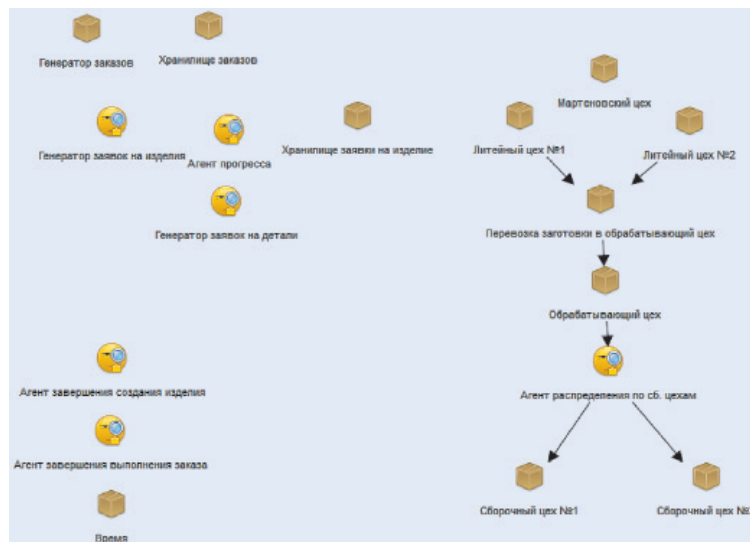 Генератор заказов
Хранилище заказов
Мартеновский цех
Генератор заявок на изделия
Агент прогресса
Хранилище заявки на изделие
Литейный цех №1
Литейный цех №2
Генератор заявок на детали
Перевозка заготовки в обрабатывающий цех
Обрабатывающий цех
Агент завершения создания изделия
Агент распределения по сб. цехам
Агент завершения выполнения заказа
Сборочный цех №1
Сборочный цех
Время